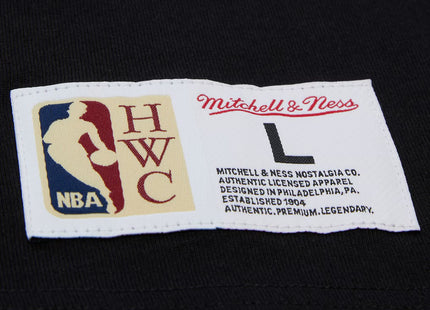 NBA
H
W
C
Mitchell & Ness
L
MITCHELL & NESS NOSTALGIA CO.
AUTHENTIC LICENSED APPAREL
DESIGNED IN PHILADELPHIA, PA.
ESTABLISHED 1904
AUTHENTIC.PREMIUM.LEGENDARY.